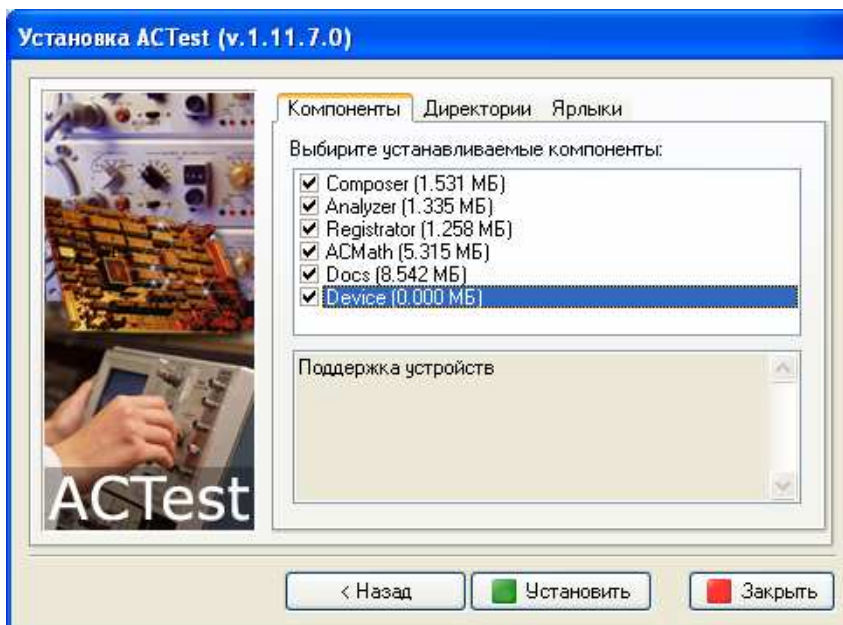 Установка ACTest (v.1.11.7.0)
Компоненты Директории Ярлыки
Выбирите устанавливаемые компоненты:
Composer (1.531 МБ)
Analyzer (1.335 МБ)
Registrator (1.258 МБ)
ACMath (5.315 МБ)
Docs (8.542 МБ)
Device (0.000 МБ)
Поддержка устройств
ACTest
< Назад Установить Закрыть